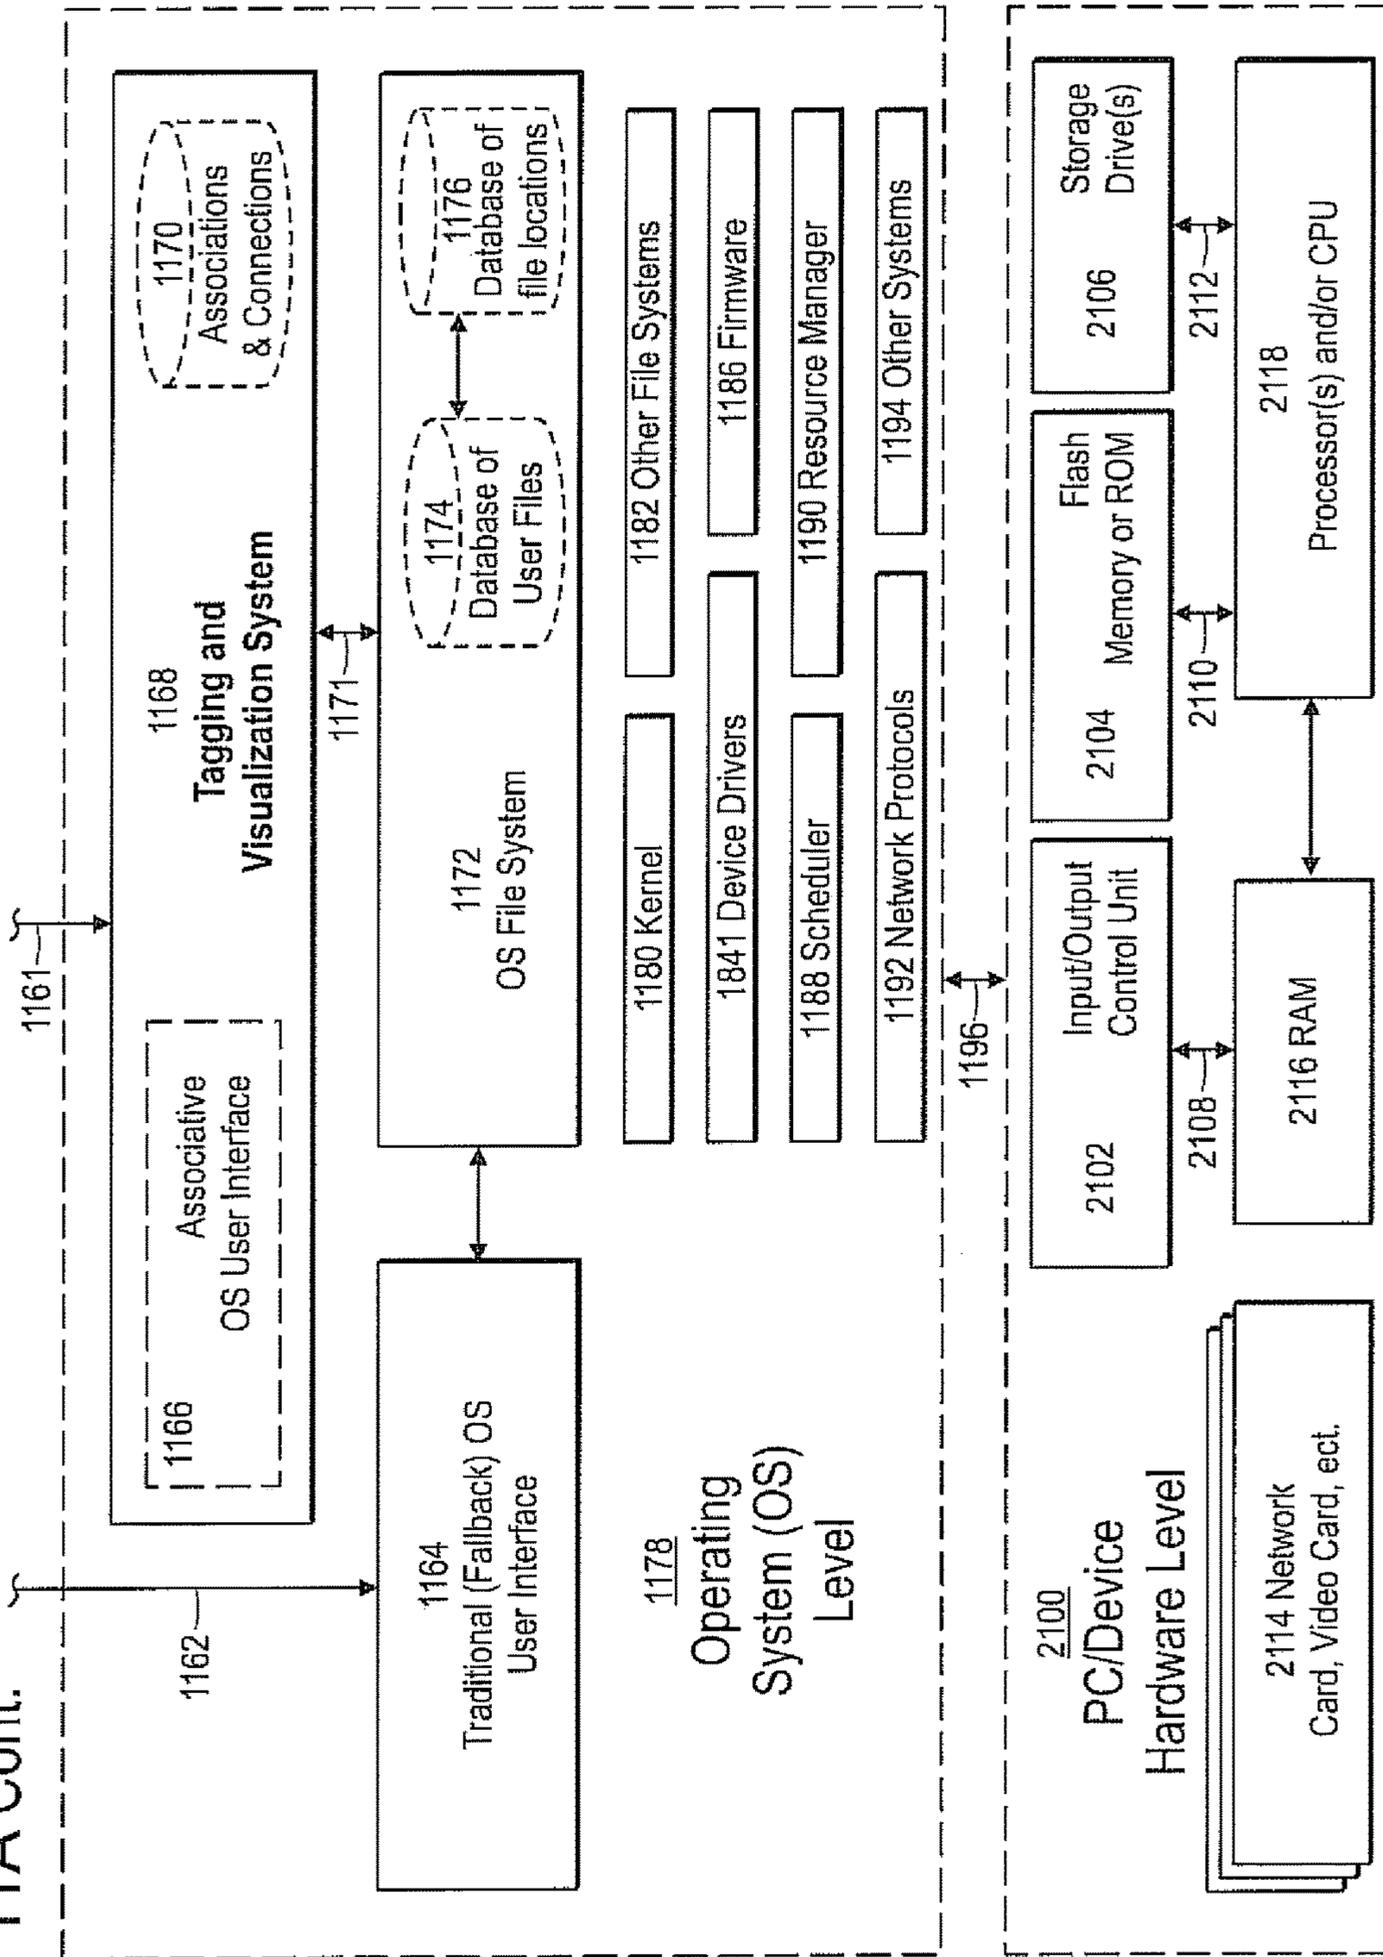 11A Cont.
1161
1162
1166
Associative
OS User Interface
1168
Tagging and
Visualization System
1170
Associations
& Connections
1171
1164
Traditional (Fallback) OS
User Interface
1172
OS File System
1174
Database of
User Files
1176
Database of
file locations
1178
Operating
System (OS)
Level
1180 Kernel
1182 Other File Systems
1841 Device Drivers
1186 Firmware
1188 Scheduler
1190 Resource Manager
1192 Network Protocols
1194 Other Systems
1196
2100
PC/Device
Hardware Level
2102
Input/Output
Control Unit
2104
Flash
Memory or ROM
2106
Storage
Drive(s)
2108
2110
2112
2114 Network
Card, Video Card, ect.
2116 RAM
2118
Processor(s) and/or CPU